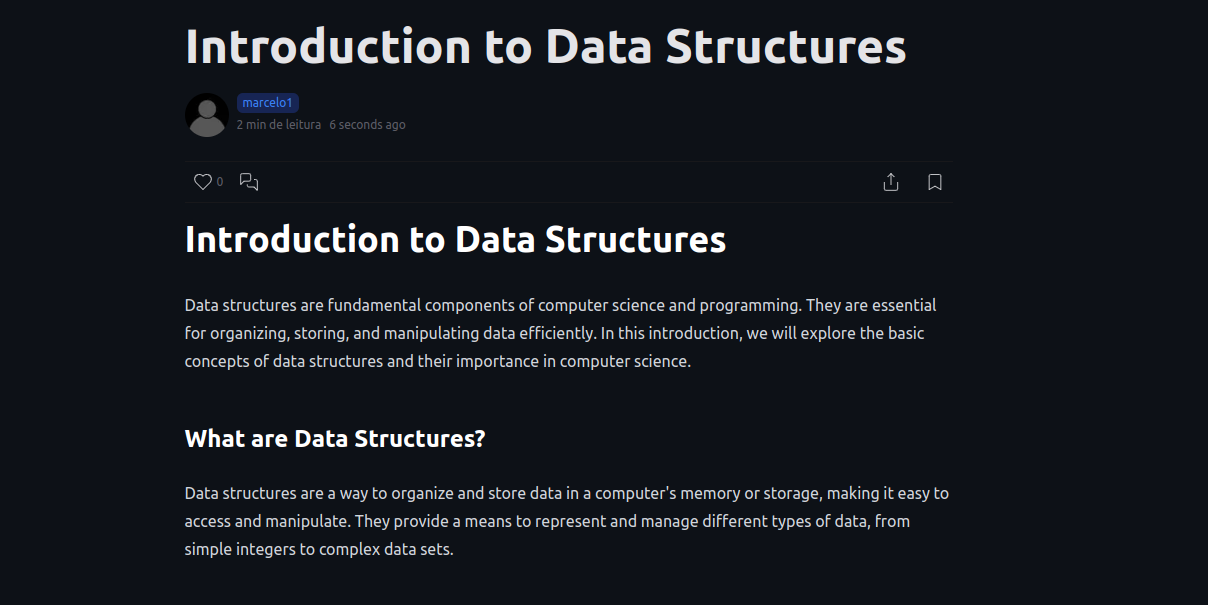 Introduction to Data Structures
marcelo1
2 min de leitura 6 seconds ago
0
Introduction to Data Structures
Data structures are fundamental components of computer science and programming. They are essential
for organizing, storing, and manipulating data efficiently. In this introduction, we will explore the basic
concepts of data structures and their importance in computer science.
What are Data Structures?
Data structures are a way to organize and store data in a computer's memory or storage, making it easy to
access and manipulate. They provide a means to represent and manage different types of data, from
simple integers to complex data sets.